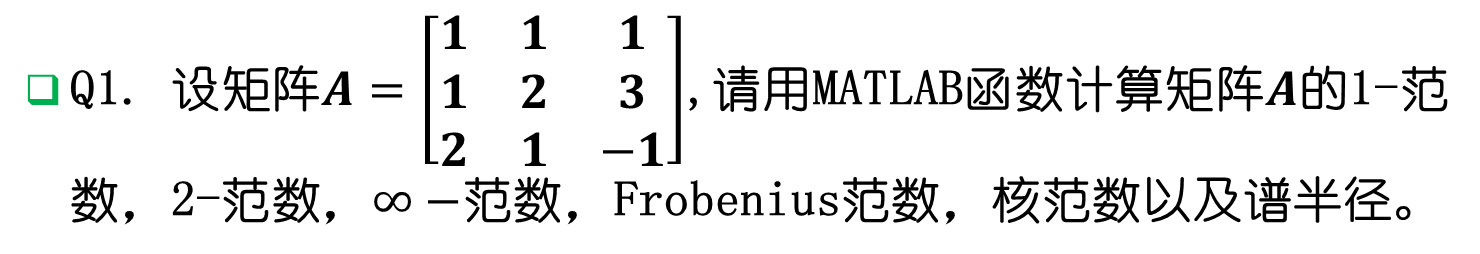 ❑ Q1. 设矩阵A = [1 1 1; 1 2 3; 2 1 −1], 请用MATLAB函数计算矩阵A的1-范
数，2-范数，∞ −范数，Frobenius范数，核范数以及谱半径。